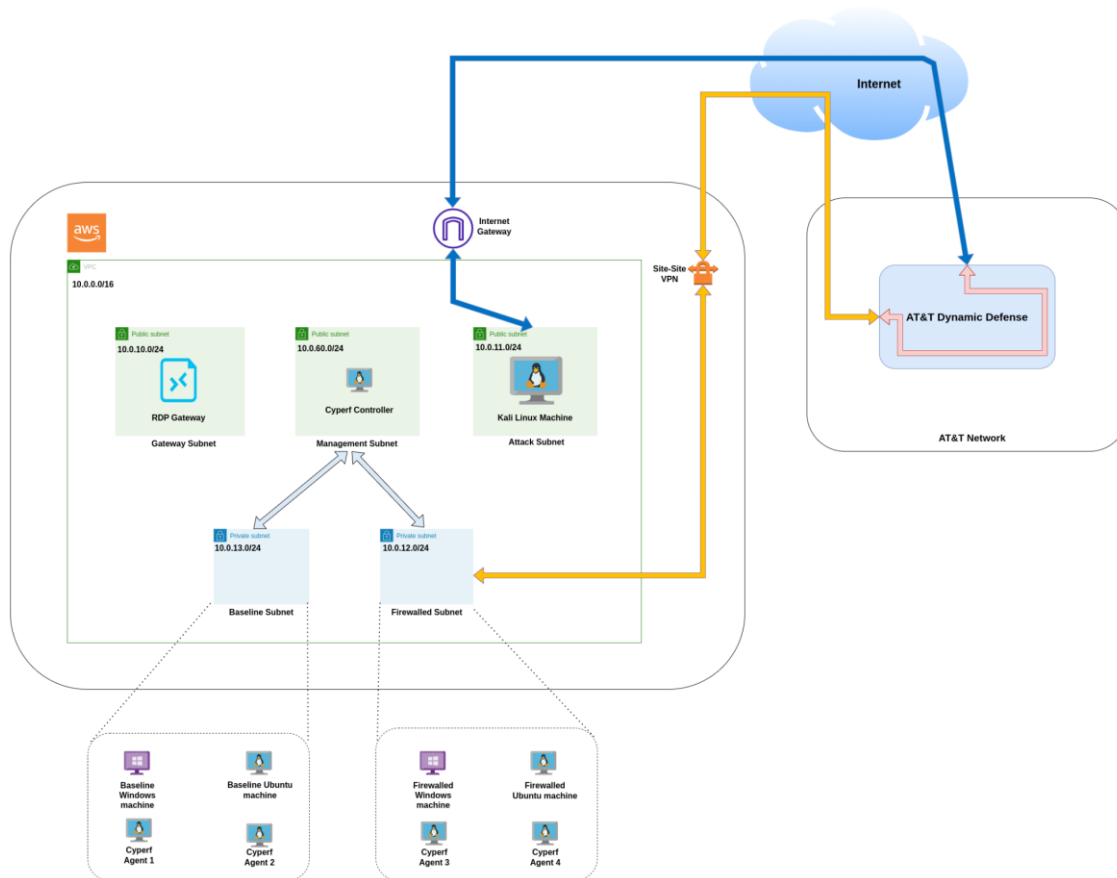 Internet
aws
Internet
Gateway
Site-Site
VPN
VPC
10.0.0.0/16
Public subnet
10.0.10.0/24
RDP Gateway
Gateway Subnet
Public subnet
10.0.60.0/24
Cyperf Controller
Management Subnet
Public subnet
10.0.11.0/24
Kali Linux Machine
Attack Subnet
AT&T Dynamic Defense
AT&T Network
Private subnet
10.0.13.0/24
Baseline Subnet
Private subnet
10.0.12.0/24
Firewalled Subnet
Baseline
Windows
machine
Baseline Ubuntu
machine
Cyperf
Agent 1
Cyperf
Agent 2
Firewalled
Windows
machine
Firewalled
Ubuntu machine
Cyperf
Agent 3
Cyperf
Agent 4